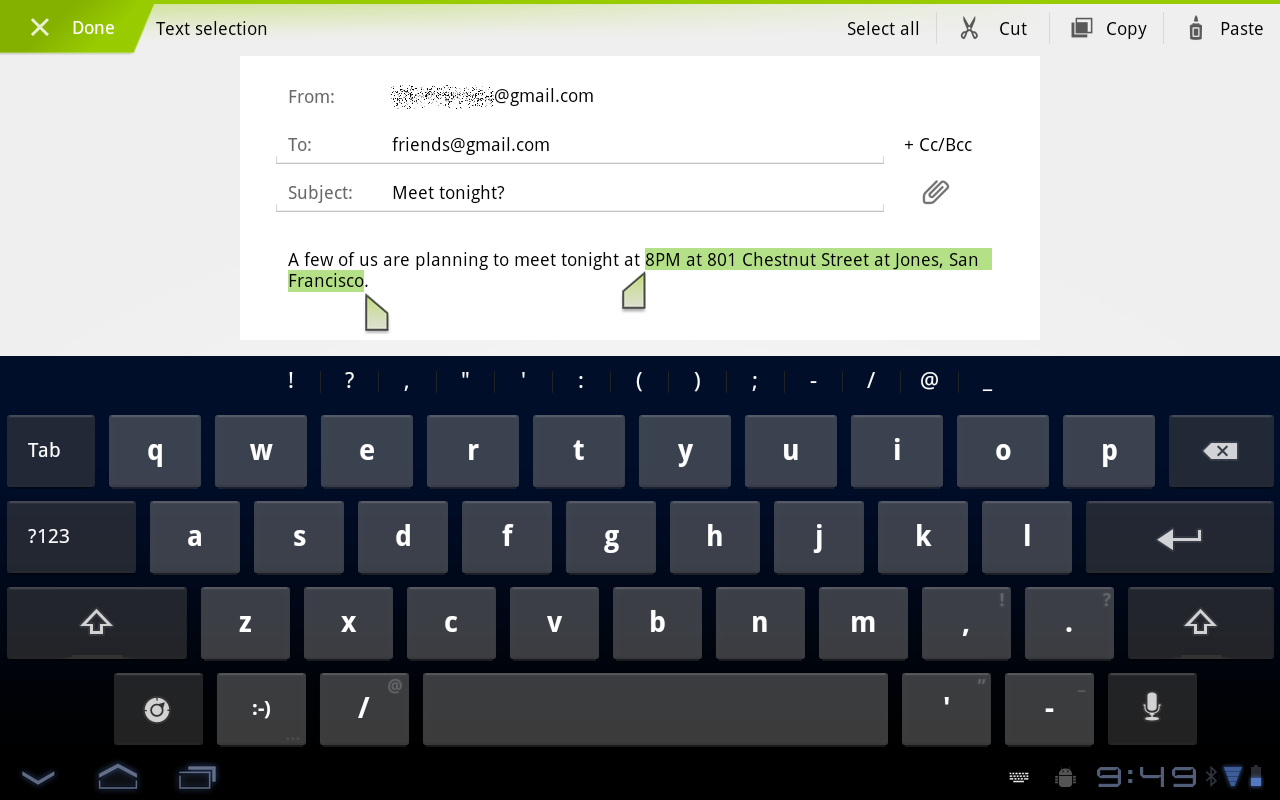 Done Text selection Select all Cut Copy Paste
From: @gmail.com
To: friends@gmail.com + Cc/Bcc
Subject: Meet tonight?
A few of us are planning to meet tonight at 8PM at 801 Chestnut Street at Jones, San
Francisco.
! ? , " ' : ( ) ; - / @ _
Tab q w e r t y u i o p
?123 a s d f g h j k l
z x c v b n m , ! . ?
:-) ... / @ ' " - _
9:49